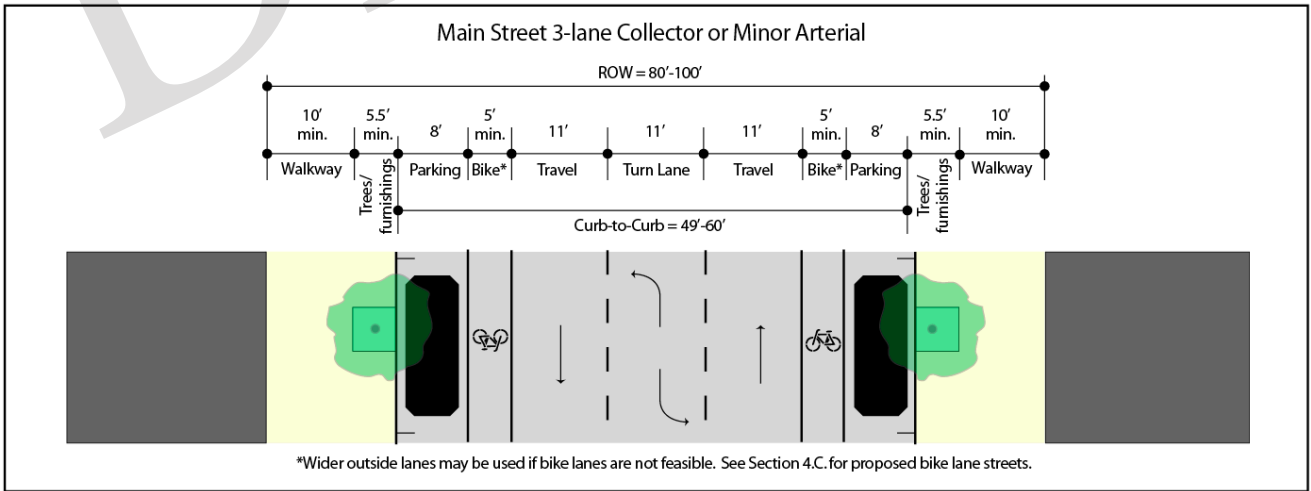 Main Street 3-lane Collector or Minor Arterial
ROW = 80’-100’
10’ min.
5.5’ min.
8’
5’ min.
11’
11’
11’
5’ min.
8’
5.5’ min.
10’ min.
Walkway
Trees/ furnishings
Parking
Bike*
Travel
Turn Lane
Travel
Bike*
Parking
Trees/ furnishings
Walkway
Curb-to-Curb = 49’-60’
*Wider outside lanes may be used if bike lanes are not feasible. See Section 4.C. for proposed bike lane streets.